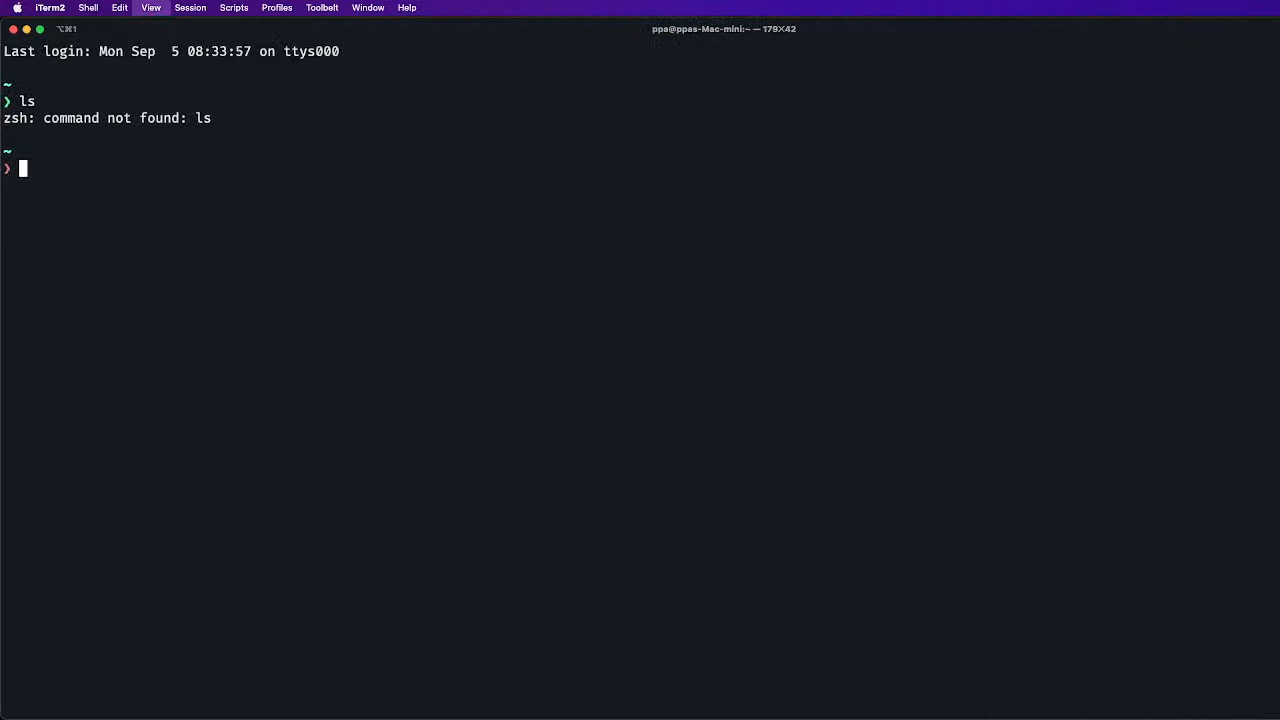 iTerm2 Shell Edit View Session Scripts Profiles Toolbelt Window Help
⌥⌘1 ppa@ppas-Mac-mini:~ — 179×42
Last login: Mon Sep  5 08:33:57 on ttys000
~
❯ ls
zsh: command not found: ls
~
❯